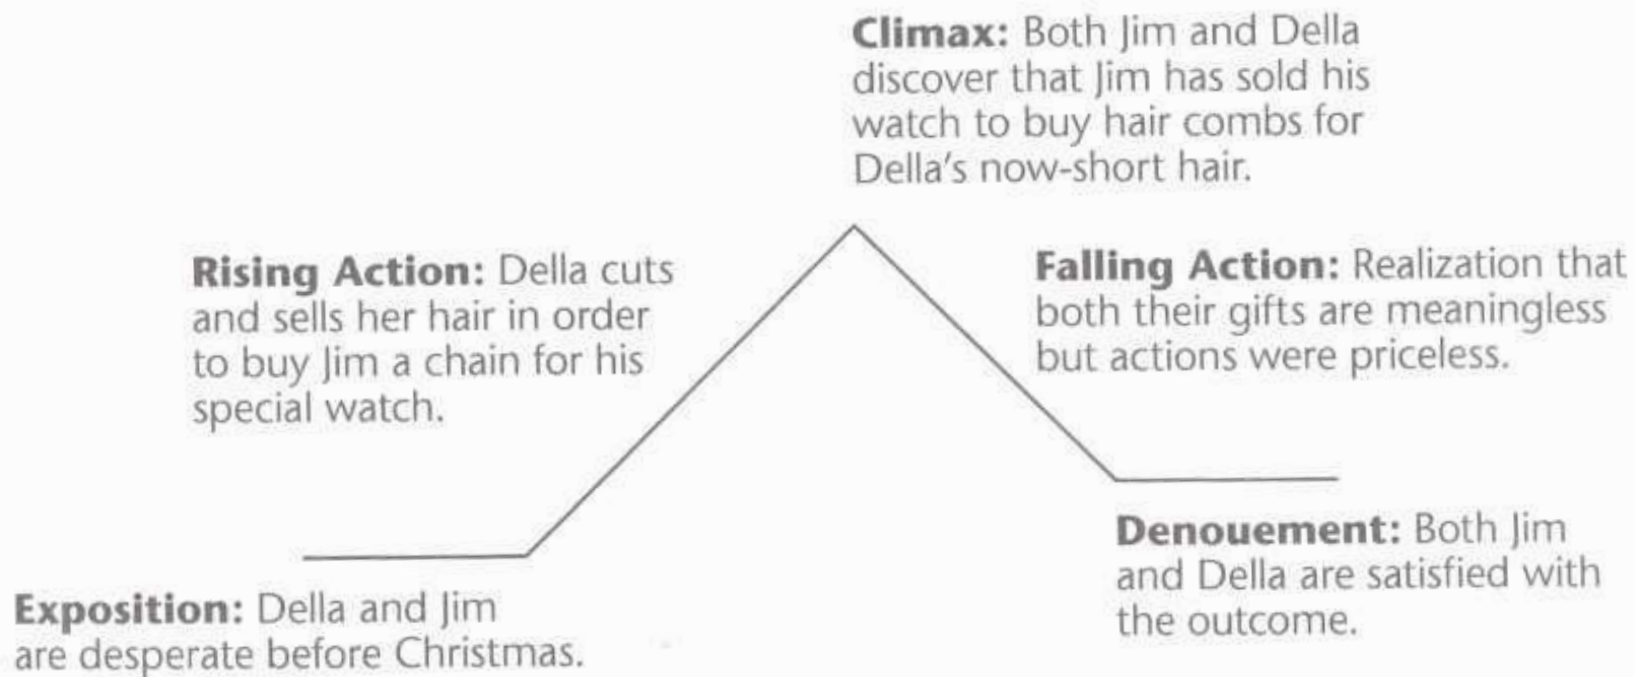 Climax: Both Jim and Della
discover that Jim has sold his
watch to buy hair combs for
Della's now-short hair.
Rising Action: Della cuts
and sells her hair in order
to buy Jim a chain for his
special watch.
Falling Action: Realization that
both their gifts are meaningless
but actions were priceless.
Denouement: Both Jim
and Della are satisfied with
the outcome.
Exposition: Della and Jim
are desperate before Christmas.